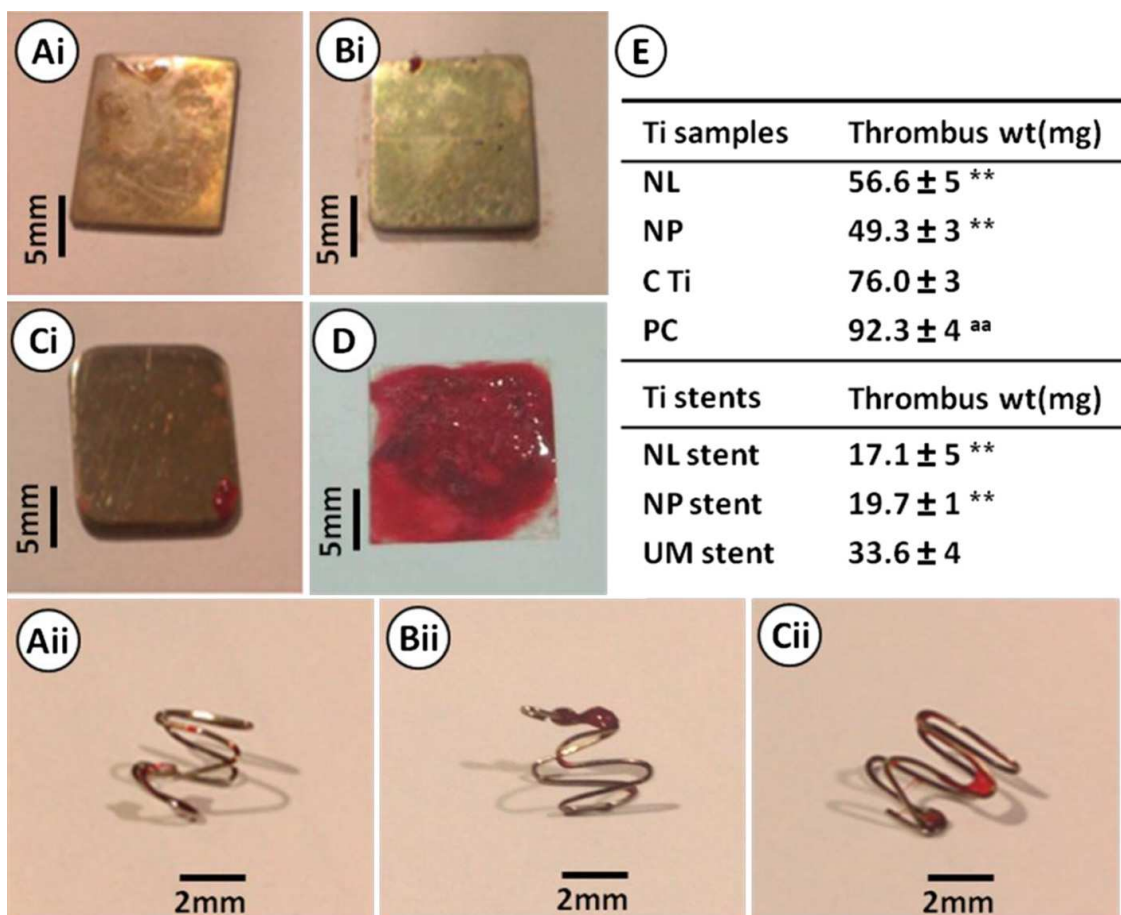 Ai
Bi
E
5mm
5mm
Ti samples Thrombus wt(mg)
NL 56.6 ± 5 **
NP 49.3 ± 3 **
C Ti 76.0 ± 3
PC 92.3 ± 4 aa
Ci
D
5mm
5mm
Ti stents Thrombus wt(mg)
NL stent 17.1 ± 5 **
NP stent 19.7 ± 1 **
UM stent 33.6 ± 4
Aii
Bii
Cii
2mm
2mm
2mm